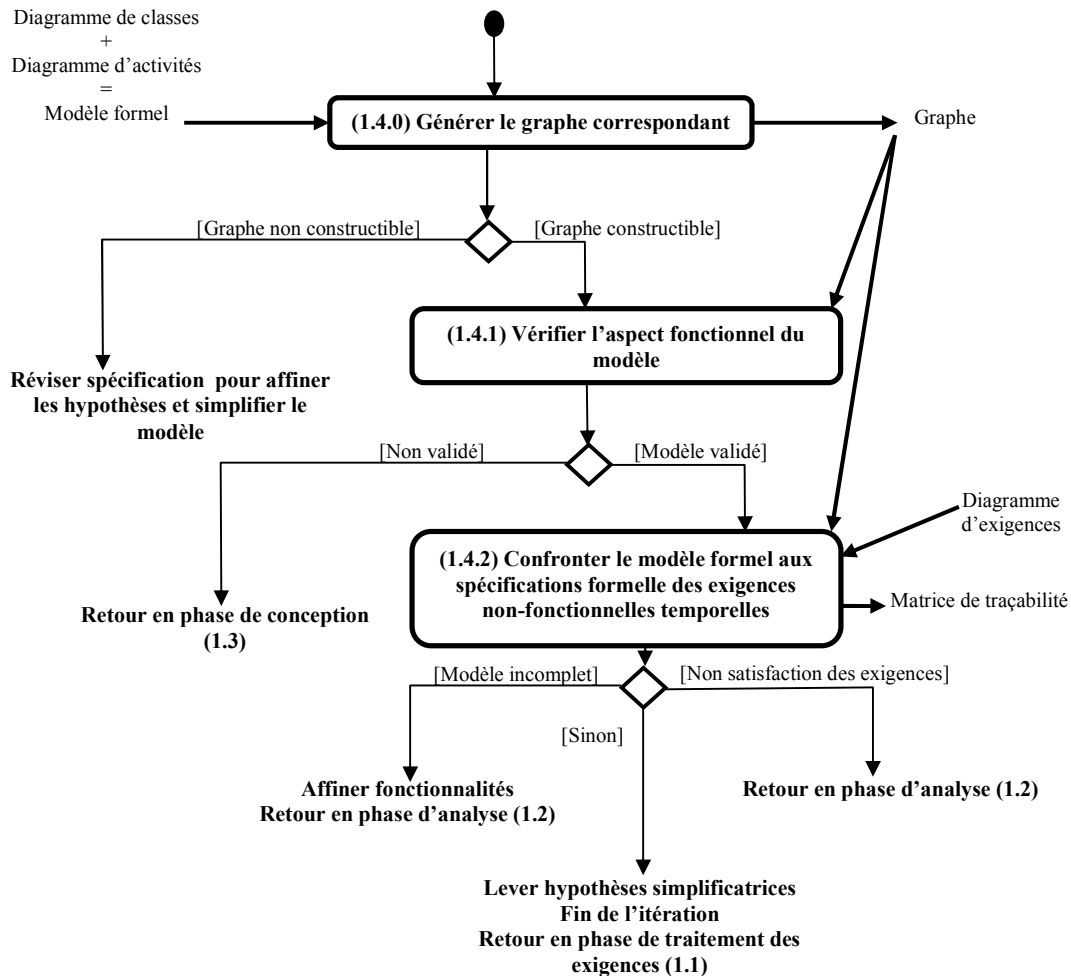 Diagramme de classes
+
Diagramme d’activités
=
Modèle formel
(1.4.0) Générer le graphe correspondant
Graphe
[Graphe non constructible]
[Graphe constructible]
(1.4.1) Vérifier l’aspect fonctionnel du
modèle
Réviser spécification pour affiner
les hypothèses et simplifier le
modèle
[Non validé]
[Modèle validé]
Diagramme
d’exigences
(1.4.2) Confronter le modèle formel aux
spécifications formelle des exigences
non-fonctionnelles temporelles
Matrice de traçabilité
Retour en phase de conception
(1.3)
[Modèle incomplet]
[Non satisfaction des exigences]
[Sinon]
Affiner fonctionnalités
Retour en phase d’analyse (1.2)
Retour en phase d’analyse (1.2)
Lever hypothèses simplificatrices
Fin de l’itération
Retour en phase de traitement des
exigences (1.1)